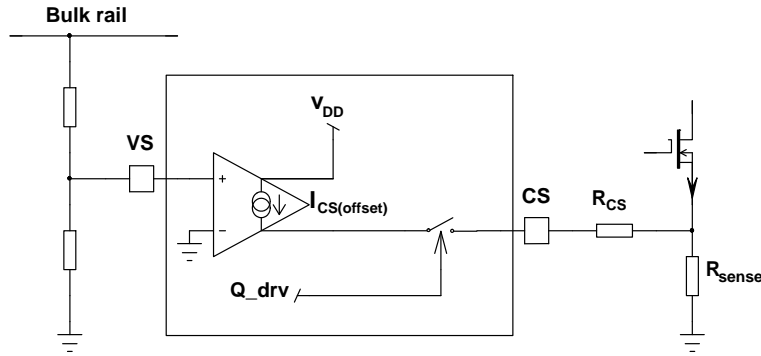 Bulk rail
VS
vDD
+
ICS(offset)
−
CS
RCS
Q_drv
Rsense